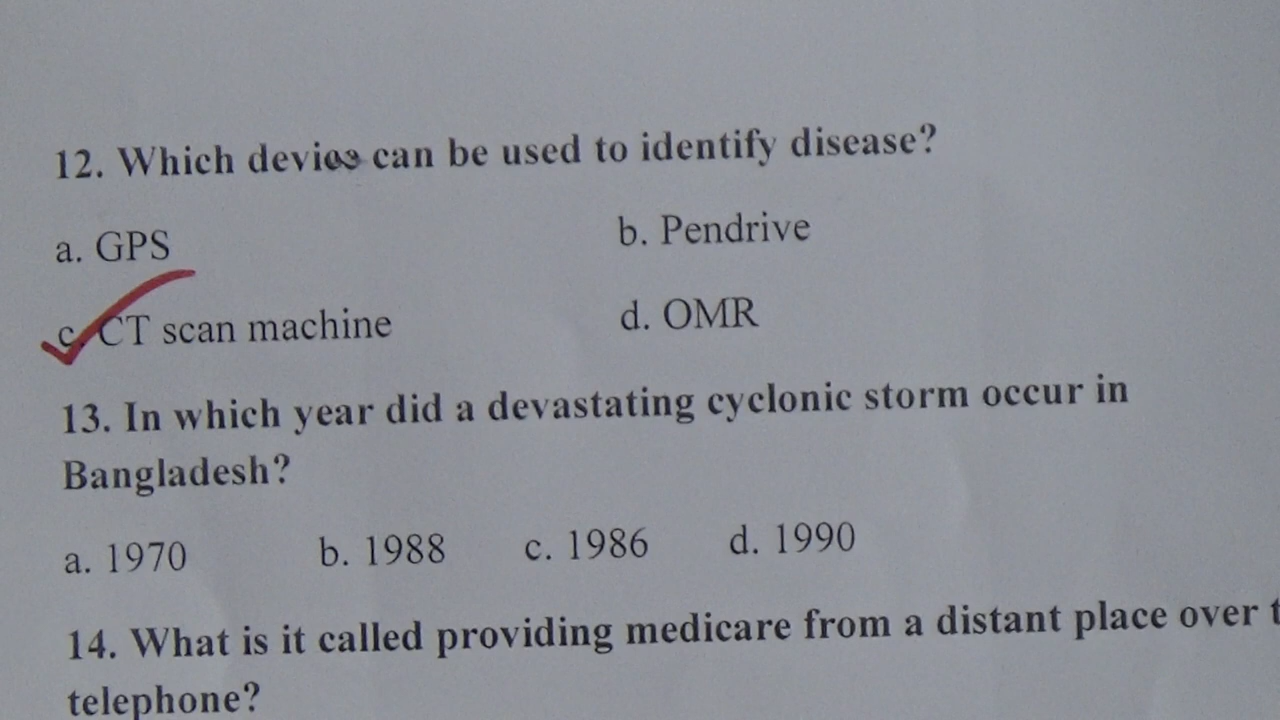 12. Which device can be used to identify disease?
a. GPS b. Pendrive
c. CT scan machine d. OMR
13. In which year did a devastating cyclonic storm occur in
Bangladesh?
a. 1970 b. 1988 c. 1986 d. 1990
14. What is it called providing medicare from a distant place over
telephone?